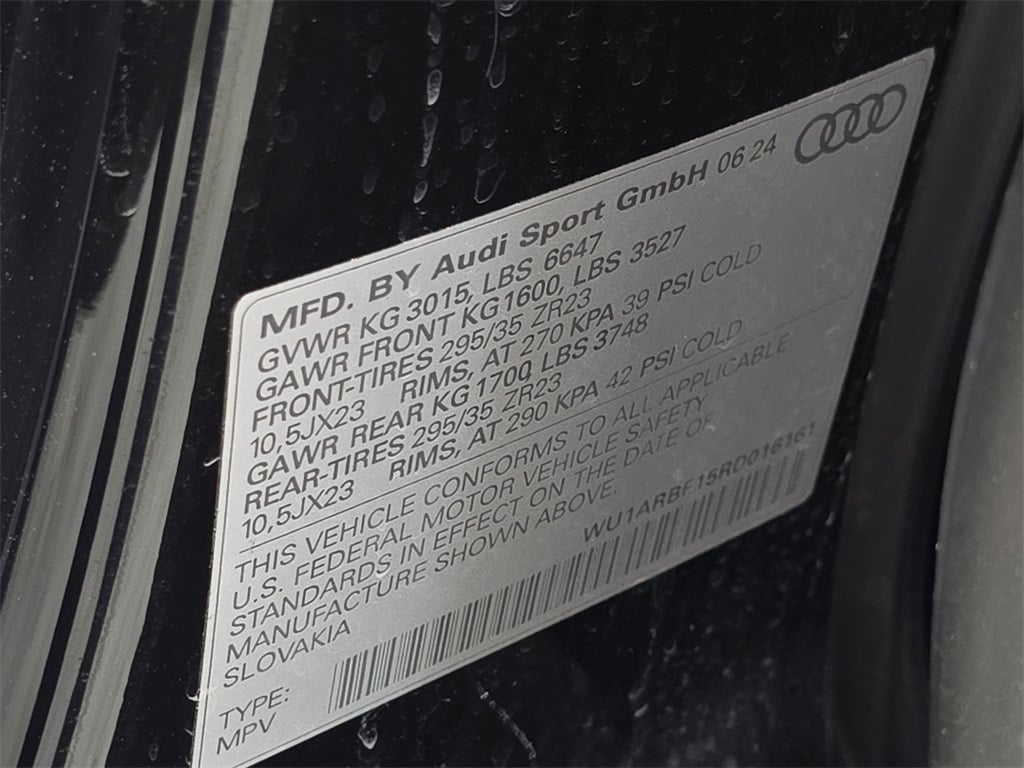 MFD. BY Audi Sport GmbH 06 24
GVWR KG 3015, LBS 6647
GAWR FRONT KG1600, LBS 3527
FRONT-TIRES 295/35 ZR23
10,5JX23 RIMS, AT 270 KPA 39 PSI COLD
GAWR REAR KG1700, LBS 3748
REAR-TIRES 295/35 ZR23
10,5JX23 RIMS, AT 290 KPA 42 PSI COLD
THIS VEHICLE CONFORMS TO ALL APPLICABLE
U.S. FEDERAL MOTOR VEHICLE SAFETY
STANDARDS IN EFFECT ON THE DATE OF
MANUFACTURE SHOWN ABOVE.
SLOVAKIA
WU1ARBF15RD016161
TYPE:
MPV